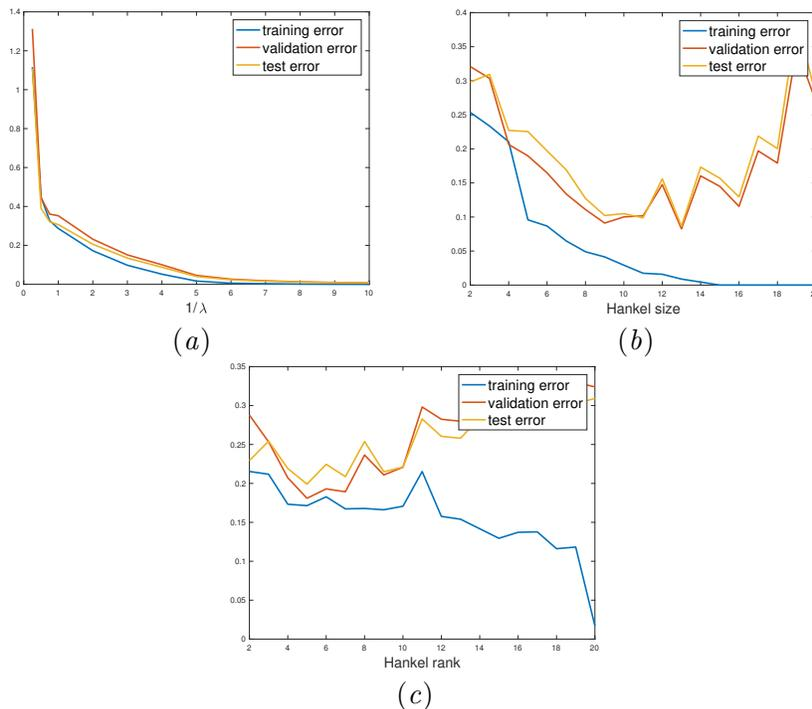 1.4
1.2
1
0.8
0.6
0.4
0.2
0
0 1 2 3 4 5 6 7 8 9 10
1/λ
training error
validation error
test error
(a)
0.4
0.35
0.3
0.25
0.2
0.15
0.1
0.05
0
2 4 6 8 10 12 14 16 18 20
Hankel size
training error
validation error
test error
(b)
0.35
0.3
0.25
0.2
0.15
0.1
0.05
0
2 4 6 8 10 12 14 16 18 20
Hankel rank
training error
validation error
test error
(c)